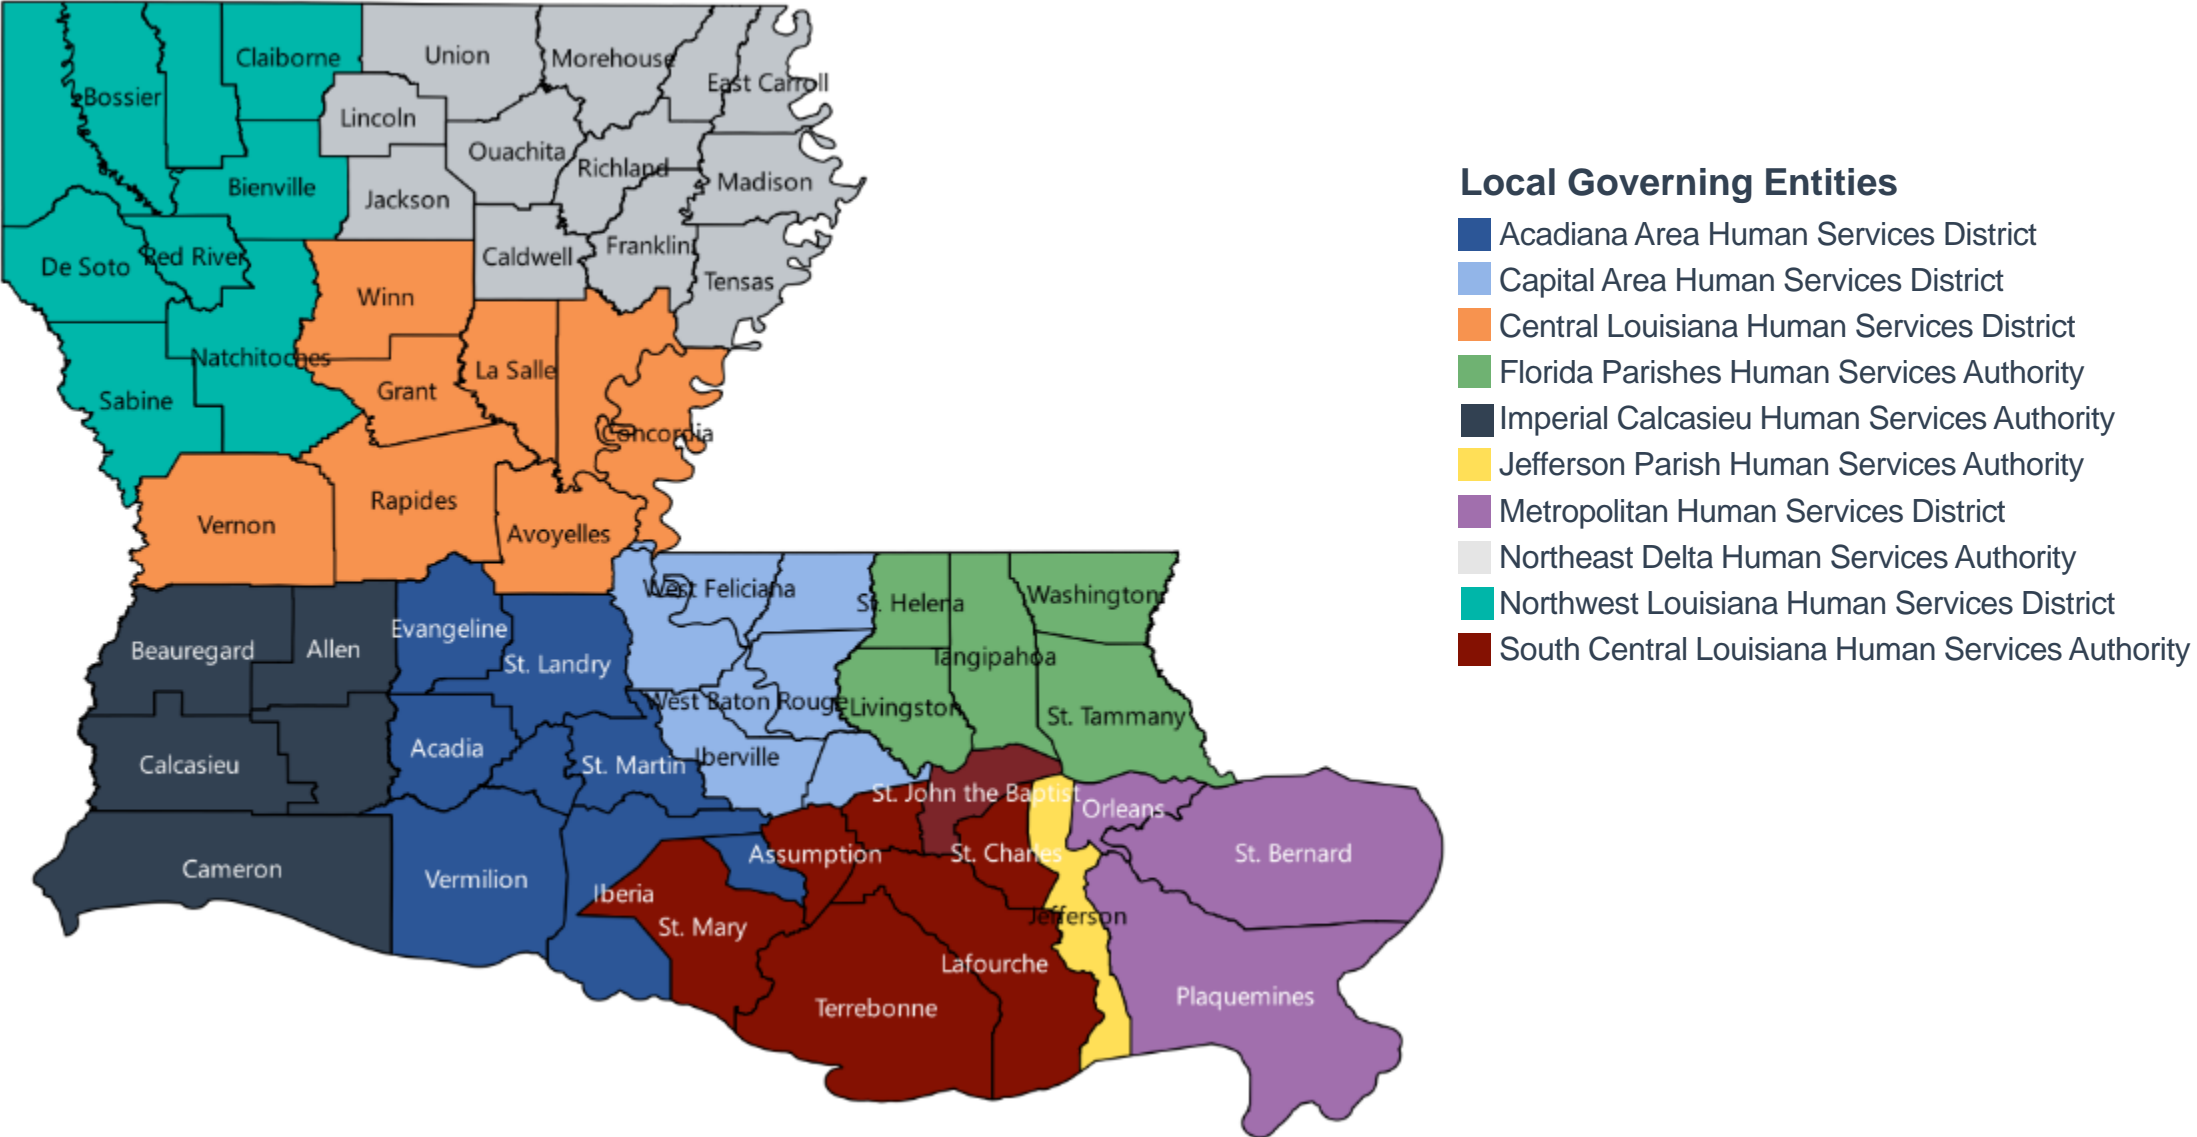 Claiborne
Union
Morehouse
East Carroll
Bossier
Lincoln
Ouachita
Richland
Madison
Bienville
Jackson
De Soto
Red River
Caldwell
Franklin
Tensas
Winn
Natchitoches
Sabine
Grant
La Salle
Concordia
Vernon
Rapides
Avoyelles
West Feliciana
St. Helena
Washington
Beauregard
Allen
Evangeline
St. Landry
Tangipahoa
West Baton Rouge
Livingston
St. Tammany
Calcasieu
Acadia
St. Martin
Iberville
St. John the Baptist
Orleans
Cameron
Vermilion
Assumption
St. Charles
St. Bernard
Iberia
St. Mary
Jefferson
Lafourche
Terrebonne
Plaquemines
Local Governing Entities
Acadiana Area Human Services District
Capital Area Human Services District
Central Louisiana Human Services District
Florida Parishes Human Services Authority
Imperial Calcasieu Human Services Authority
Jefferson Parish Human Services Authority
Metropolitan Human Services District
Northeast Delta Human Services Authority
Northwest Louisiana Human Services District
South Central Louisiana Human Services Authority